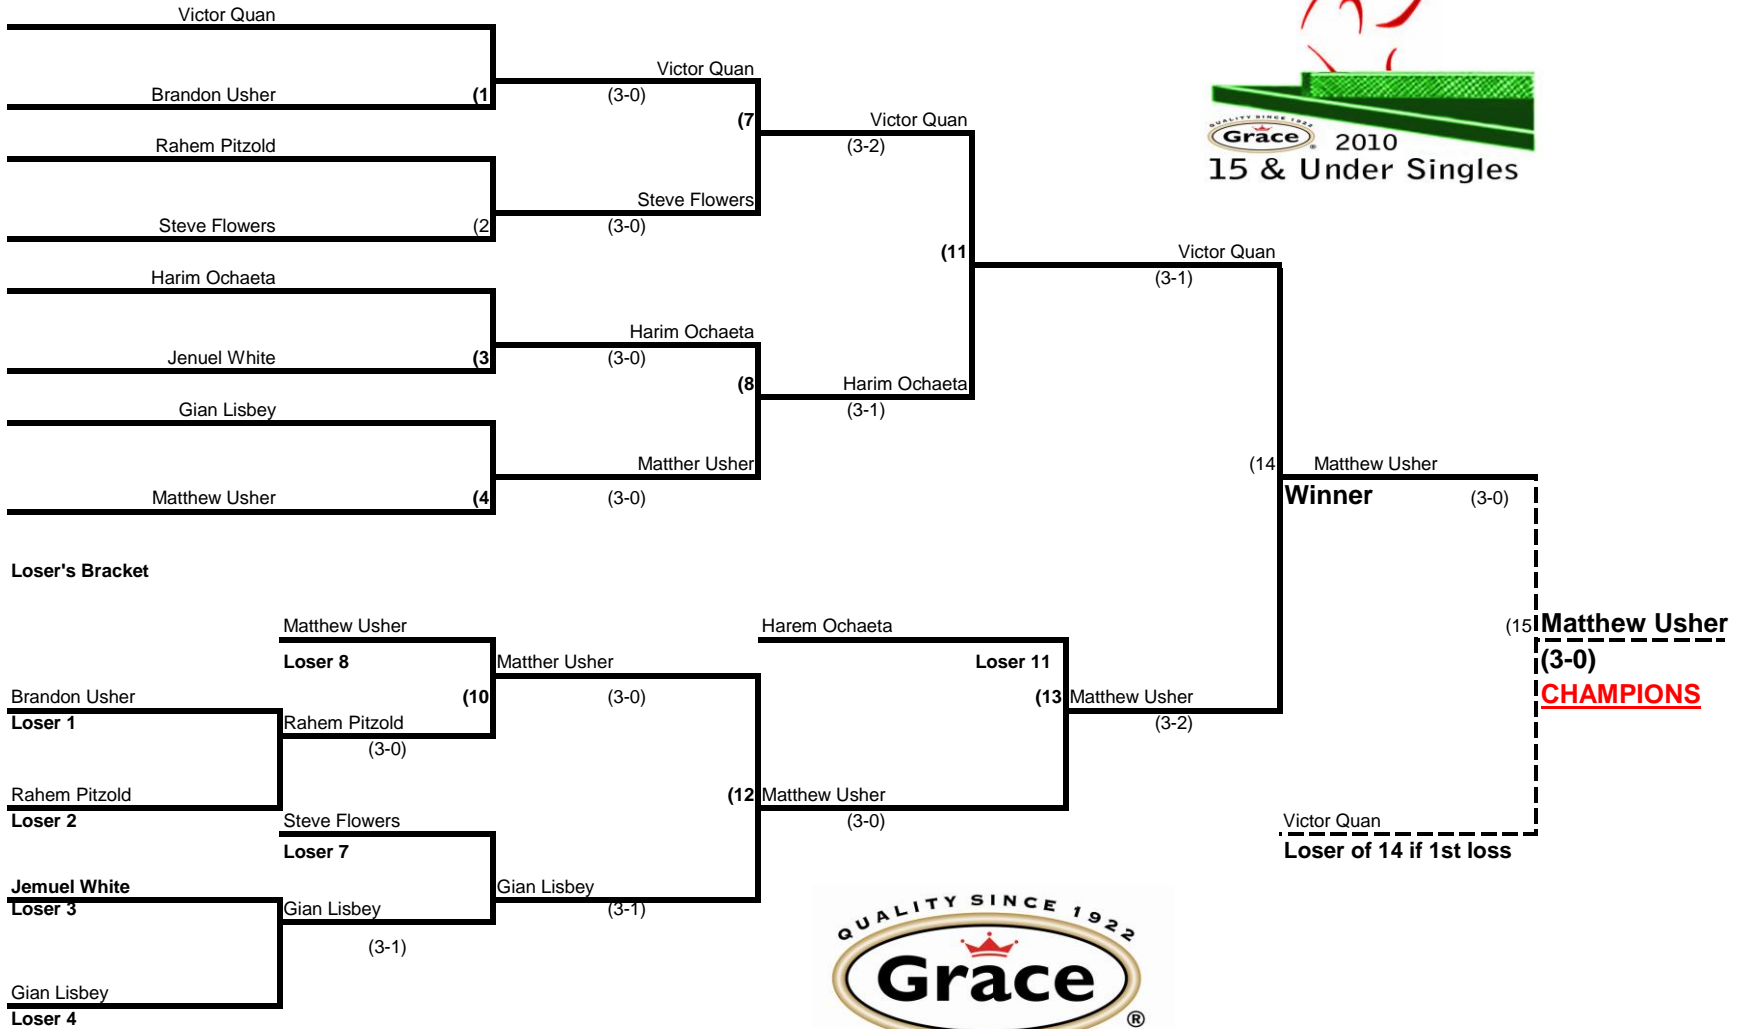 Victor Quan
Brandon Usher (1
Victor Quan
(3-0)
Rahem Pitzold
Steve Flowers (2
Steve Flowers
(3-0)
(7
Victor Quan
(3-2)
Harim Ochaeta
Jenuel White (3
Harim Ochaeta
(3-0)
Gian Lisbey
Matthew Usher (4
Matther Usher
(3-0)
(8
Harim Ochaeta
(3-1)
(11
Victor Quan
(3-1)
QUALITY SINCE 1922
Grace 2010
15 & Under Singles
(14
Matthew Usher
Winner (3-0)
Loser's Bracket
Matthew Usher
Loser 8
Brandon Usher
Loser 1
Rahem Pitzold
Loser 2
Rahem Pitzold
(3-0)
(10
Matther Usher
(3-0)
Steve Flowers
Loser 7
Jemuel White
Loser 3
Gian Lisbey
Loser 4
Gian Lisbey
(3-1)
Gian Lisbey
(3-1)
(12
Matthew Usher
(3-0)
Harem Ochaeta
Loser 11
(13
Matthew Usher
(3-2)
(15
Matthew Usher
(3-0)
CHAMPIONS
Victor Quan
Loser of 14 if 1st loss
QUALITY SINCE 1922
Grace
®